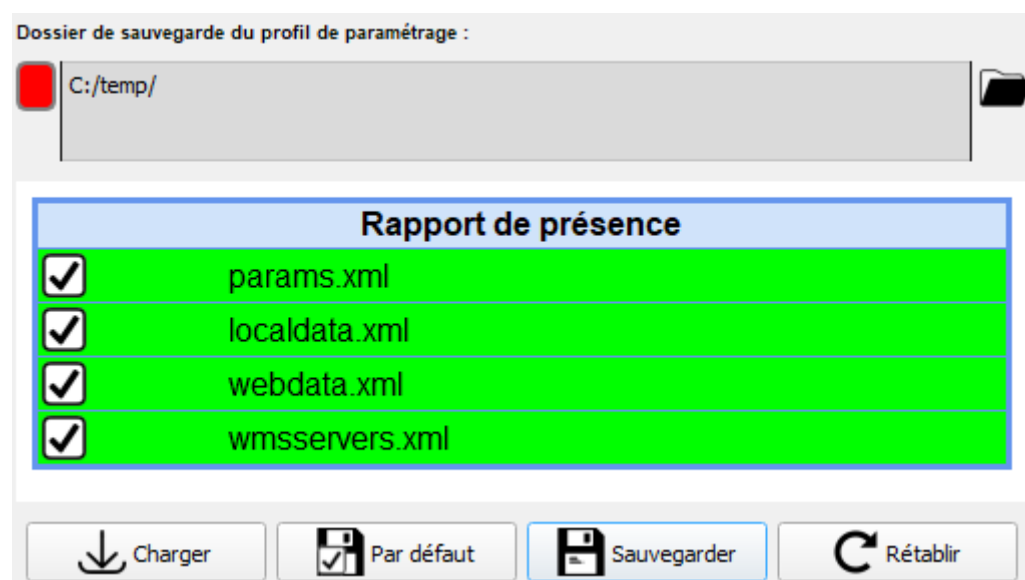 Dossier de sauvegarde du profil de paramétrage :
C:/temp/
Rapport de présence
params.xml
localdata.xml
webdata.xml
wmsservers.xml
Charger
Par défaut
Sauvegarder
Rétablir